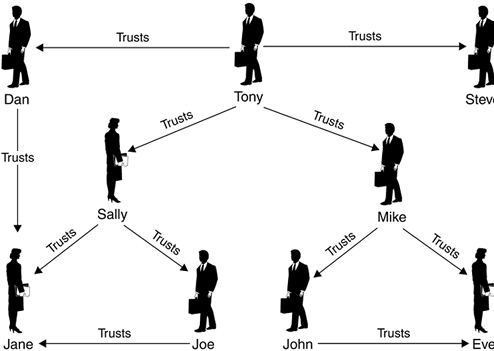 Trusts
Trusts
Dan
Tony
Steve
Trusts
Trusts
Trusts
Sally
Mike
Trusts
Trusts
Trusts
Trusts
Jane
Trusts
Joe
John
Trusts
Eve